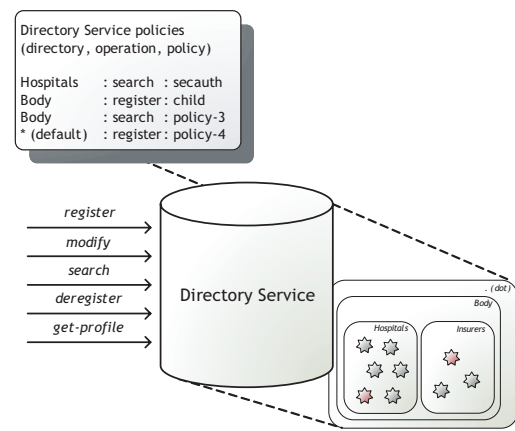 Directory Service policies
(directory, operation, policy)
Hospitals : search : secauth
Body : register : child
Body : search : policy-3
* (default) : register : policy-4
register
modify
search
deregister
get-profile
Directory Service
. (dot)
Body
Hospitals
Insurers